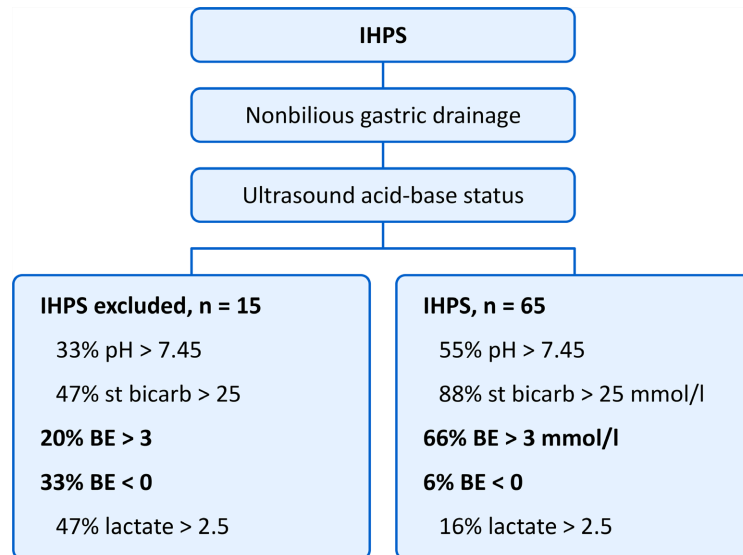 IHPS
Nonbilious gastric drainage
Ultrasound acid-base status
IHPS excluded, n = 15
33% pH > 7.45
47% st bicarb > 25
20% BE > 3
33% BE < 0
47% lactate > 2.5
IHPS, n = 65
55% pH > 7.45
88% st bicarb > 25 mmol/l
66% BE > 3 mmol/l
6% BE < 0
16% lactate > 2.5